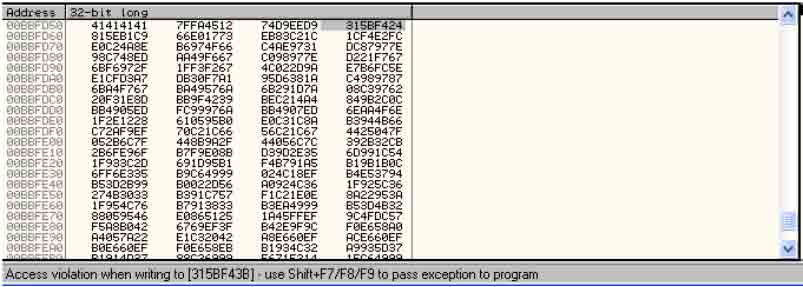 Address 32-bit long
00BBFD50 41414141 7FFA4512 74D9EED9 315BF424
00BBFD60 815EB1C9 66E01773 EB83C21C 1CF4E2FC
00BBFD70 E0C24A8E B6974F66 C4AE9731 DC87977E
00BBFD80 98C748ED AA49F667 C098977E D221F767
00BBFD90 6BF6972F 1FF3F267 4C022D9A E7B6FC5E
00BBFDA0 E1CFD3A7 DB30F7A1 95D6381A C4989787
00BBFDB0 6BA4F767 BA49576A 6B291D7A 08C39762
00BBFDC0 20F31E8D BB9F4239 BEC214A4 849B2C0C
00BBFDD0 BB4905ED FC99976A BB4907ED 6EAA4F6E
00BBFDE0 1F2E1228 610595B0 E0C31C8A B3944B66
00BBFDF0 C72AF9EF 70C21C66 56C21C67 4425047F
00BBFE00 052B6C7F 448B9A2F 44056C7C 392B32CB
00BBFE10 2B6FE96F B7F9E08B D39D2E35 6D991C54
00BBFE20 1F933C2D 691D95B1 F4B791A5 B19B1B0C
00BBFE30 6FF6E335 B9C64999 024C18EF B4E53794
00BBFE40 B53D2B99 B0022D56 A0924C36 1F925C36
00BBFE50 274B3033 B391C757 F1C21E0E 8A22953A
00BBFE60 1F954C76 B7913833 B3EA4999 B53D4B32
00BBFE70 88059546 E0865125 1A45FFEF 9C4FDC57
00BBFE80 F5A8B042 6769EF3F B42E9F9C F0E658A0
00BBFE90 A4057A22 E1C32042 A8E660EF ACE660EF
00BBFEA0 B0E660EF F0E658EB B1934C32 A9935D37
Access violation when writing to [315BF43B] - use Shift+F7/F8/F9 to pass exception to program